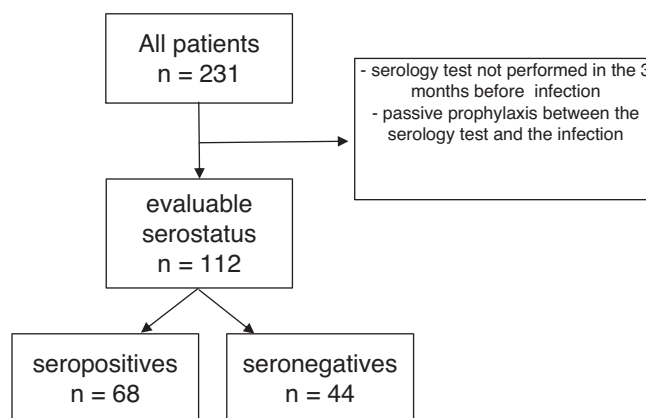 All patients
n = 231
- serology test not performed in the 3
months before infection
- passive prophylaxis between the
serology test and the infection
evaluable
serostatus
n = 112
seropositives
n = 68
seronegatives
n = 44